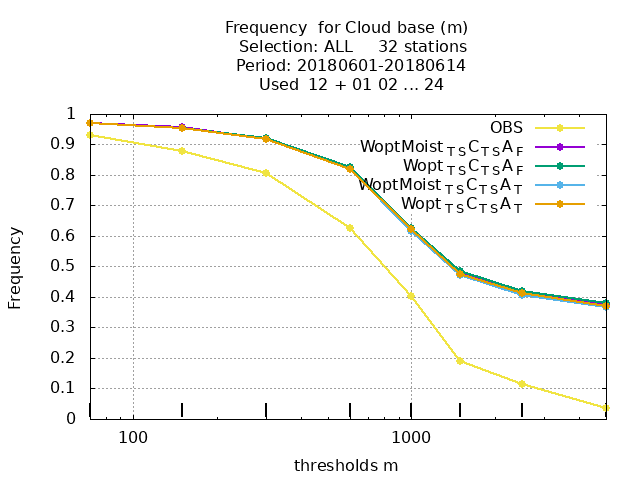 Frequency  for Cloud base (m)
Selection: ALL     32 stations
Period: 20180601-20180614
Used  12 + 01 02 ... 24
1
0.9
0.8
0.7
0.6
0.5
0.4
0.3
0.2
0.1
0
Frequency
OBS
WoptMoist TS C TS A F
Wopt TS C TS A F
WoptMoist TS C TS A T
Wopt TS C TS A T
100 1000
thresholds m